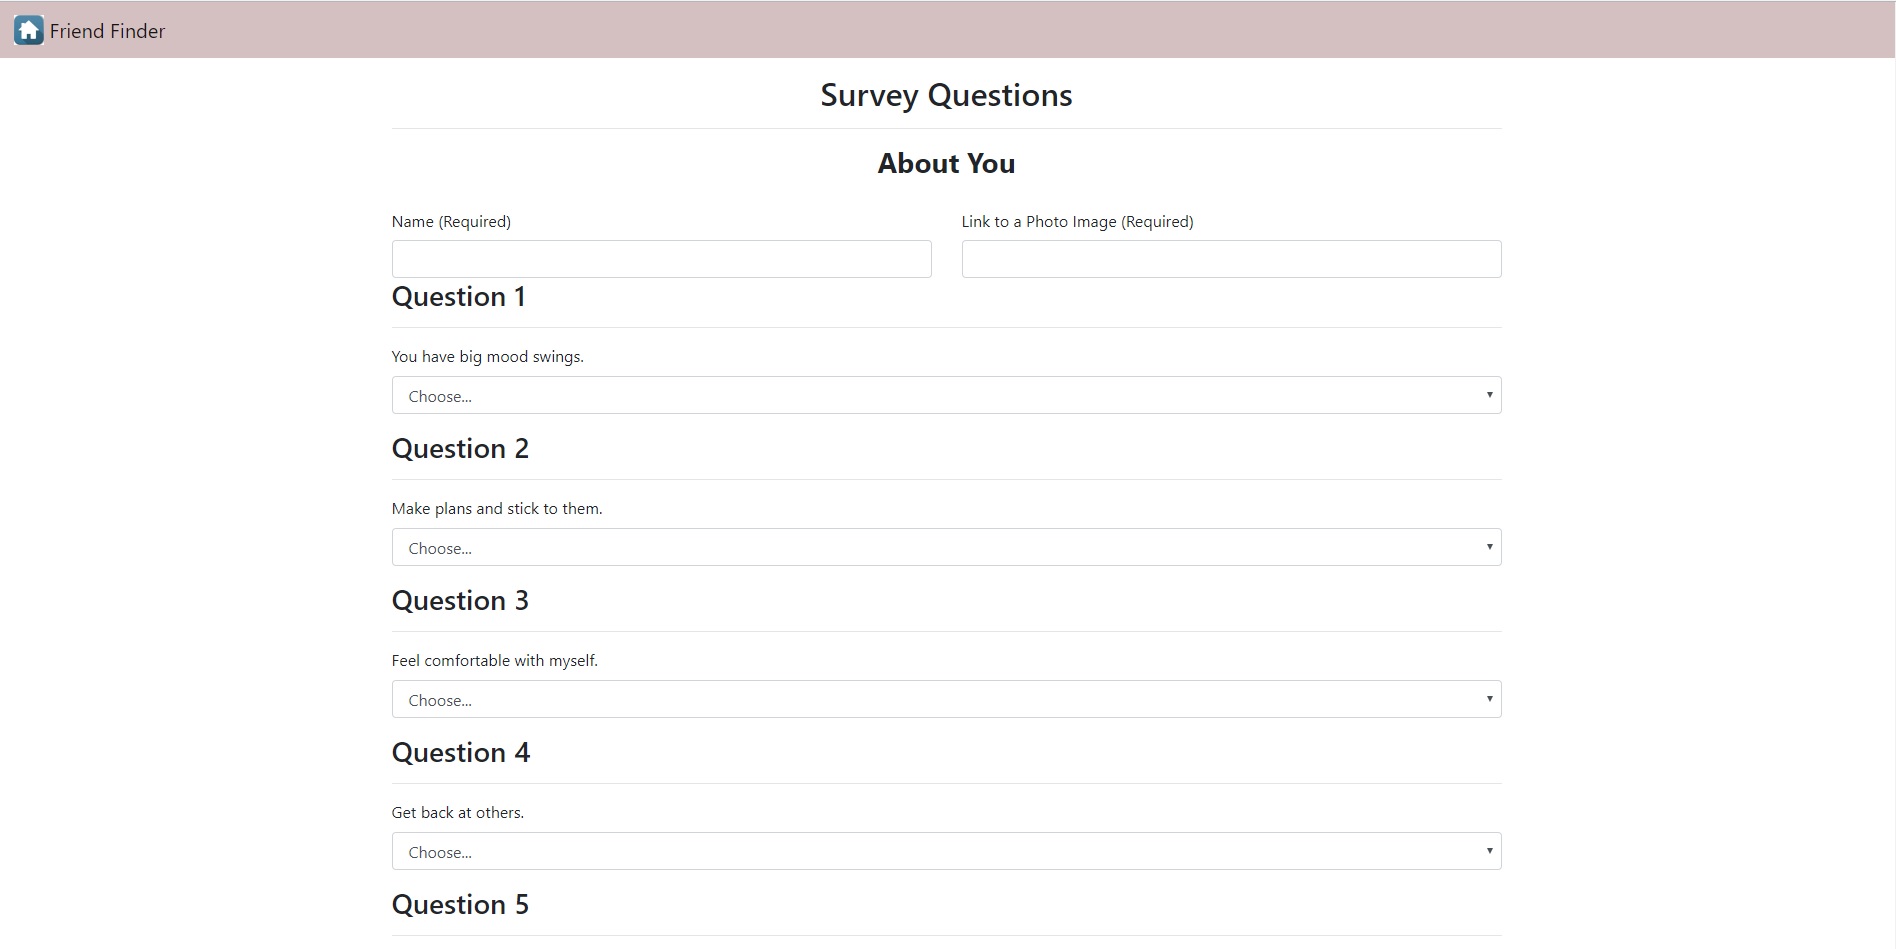 Friend Finder
Survey Questions
About You
Name (Required)
Link to a Photo Image (Required)
Question 1
You have big mood swings.
Choose...
Question 2
Make plans and stick to them.
Choose...
Question 3
Feel comfortable with myself.
Choose...
Question 4
Get back at others.
Choose...
Question 5